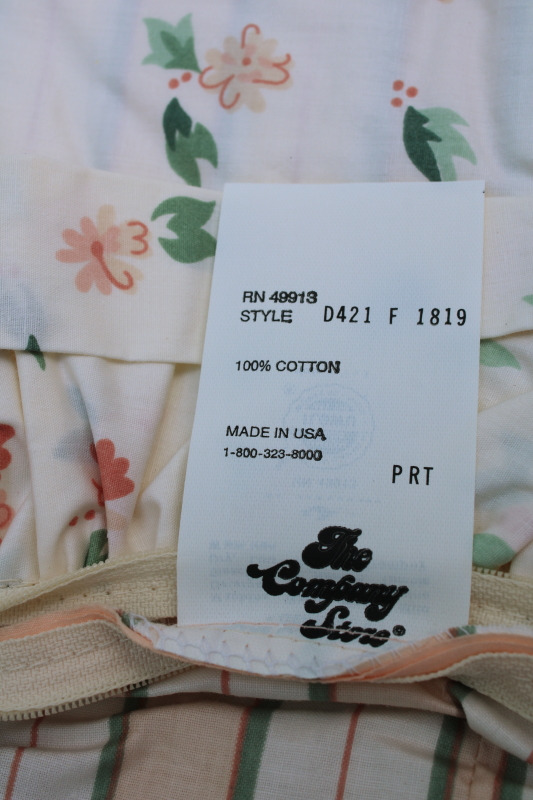 RN 49913
STYLE D421 F 1819
100% COTTON
MADE IN USA
1-800-323-8000
PRT
The
Company
Store®